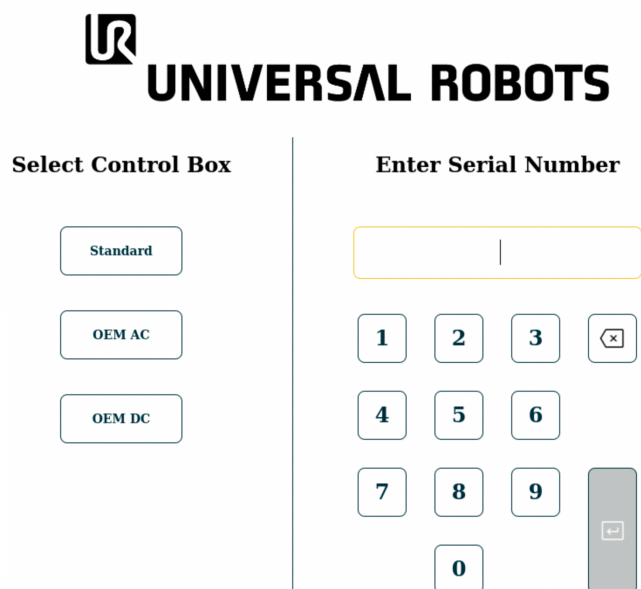 UR
UNIVERSAL ROBOTS
Select Control Box
Standard
OEM AC
OEM DC
Enter Serial Number
1 2 3
4 5 6
7 8 9
0